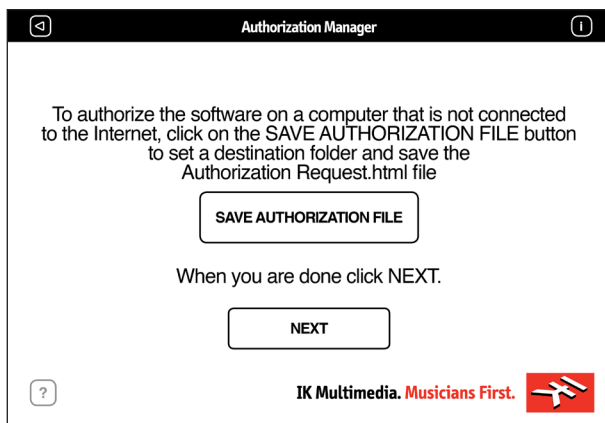 Authorization Manager
i
To authorize the software on a computer that is not connected
to the Internet, click on the SAVE AUTHORIZATION FILE button
to set a destination folder and save the
Authorization Request.html file
SAVE AUTHORIZATION FILE
When you are done click NEXT.
NEXT
?
IK Multimedia. Musicians First.